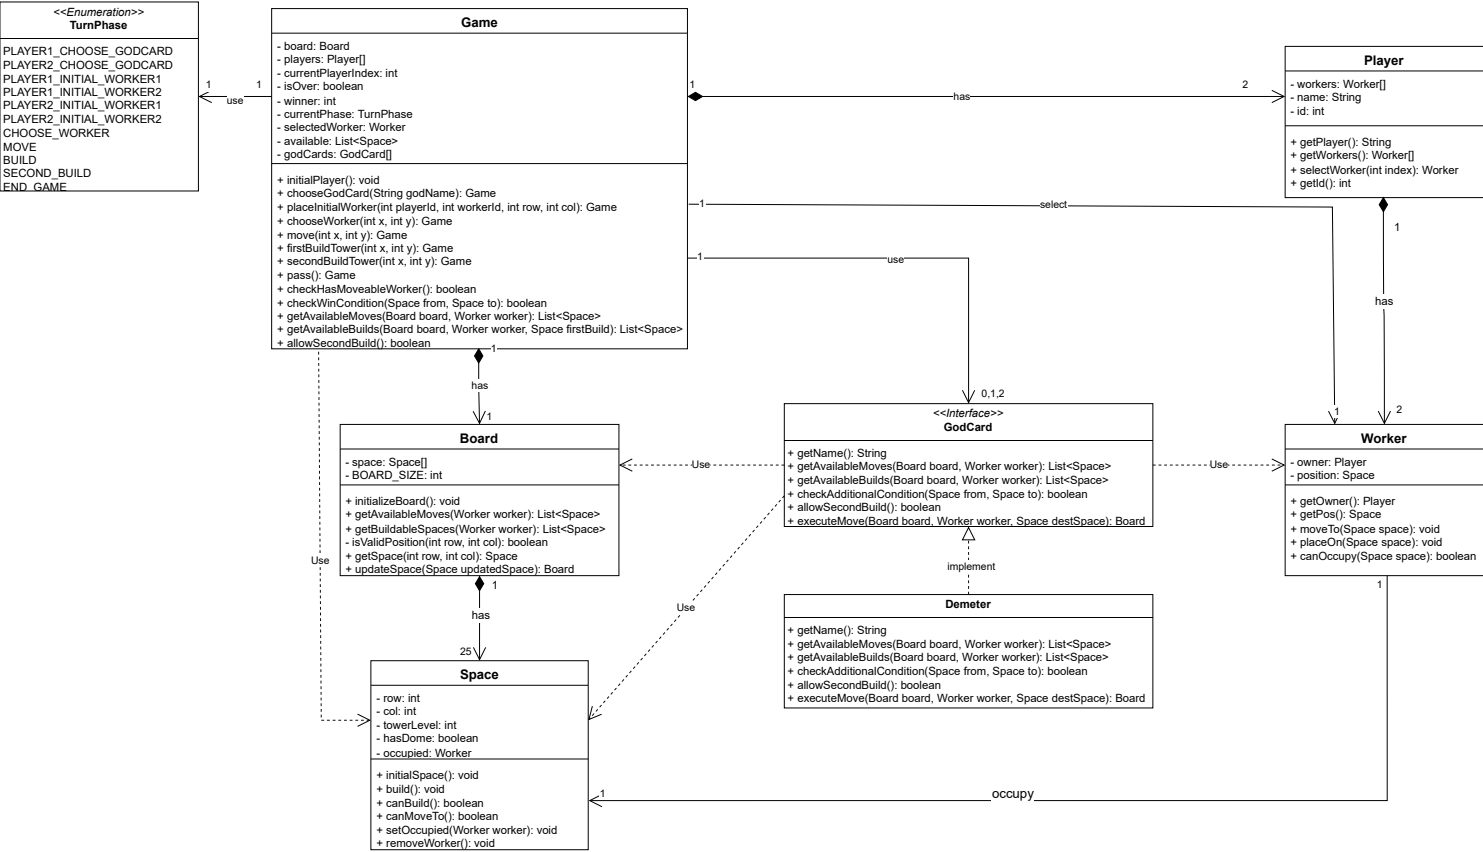 <<Enumeration>>
TurnPhase
PLAYER1_CHOOSE_GODCARD
PLAYER2_CHOOSE_GODCARD
PLAYER1_INITIAL_WORKER1
PLAYER1_INITIAL_WORKER2
PLAYER2_INITIAL_WORKER1
PLAYER2_INITIAL_WORKER2
CHOOSE_WORKER
MOVE
BUILD
SECOND_BUILD
END_GAME
1
use
1
Game
- board: Board
- players: Player[]
- currentPlayerIndex: int
- isOver: boolean
- winner: int
- currentPhase: TurnPhase
- selectedWorker: Worker
- available: List<Space>
- godCards: GodCard[]
+ initialPlayer(): void
+ chooseGodCard(String godName): Game
+ placeInitialWorker(int playerId, int workerId, int row, int col): Game
+ chooseWorker(int x, int y): Game
+ move(int x, int y): Game
+ firstBuildTower(int x, int y): Game
+ secondBuildTower(int x, int y): Game
+ pass(): Game
+ checkHasMoveableWorker(): boolean
+ checkWinCondition(Space from, Space to): boolean
+ getAvailableMoves(Board board, Worker worker): List<Space>
+ getAvailableBuilds(Board board, Worker worker, Space firstBuild): List<Space>
+ allowSecondBuild(): boolean
1
has
2
Player
- workers: Worker[]
- name: String
- id: int
+ getPlayer(): String
+ getWorkers(): Worker[]
+ selectWorker(int index): Worker
+ getId(): int
1
select
1
1
use
0,1,2
1
has
2
1
has
1
Board
- space: Space[]
- BOARD_SIZE: int
+ initializeBoard(): void
+ getAvailableMoves(Worker worker): List<Space>
+ getBuildableSpaces(Worker worker): List<Space>
- isValidPosition(int row, int col): boolean
+ getSpace(int row, int col): Space
+ updateSpace(Space updatedSpace): Board
Use
<<Interface>>
GodCard
+ getName(): String
+ getAvailableMoves(Board board, Worker worker): List<Space>
+ getAvailableBuilds(Board board, Worker worker): List<Space>
+ checkAdditionalCondition(Space from, Space to): boolean
+ allowSecondBuild(): boolean
+ executeMove(Board board, Worker worker, Space destSpace): Board
Use
Worker
- owner: Player
- position: Space
+ getOwner(): Player
+ getPos(): Space
+ moveTo(Space space): void
+ placeOn(Space space): void
+ canOccupy(Space space): boolean
1
Use
1
has
25
Use
implement
Demeter
+ getName(): String
+ getAvailableMoves(Board board, Worker worker): List<Space>
+ getAvailableBuilds(Board board, Worker worker): List<Space>
+ checkAdditionalCondition(Space from, Space to): boolean
+ allowSecondBuild(): boolean
+ executeMove(Board board, Worker worker, Space destSpace): Board
Space
- row: int
- col: int
- towerLevel: int
- hasDome: boolean
- occupied: Worker
+ initialSpace(): void
+ build(): void
+ canBuild(): boolean
+ canMoveTo(): boolean
+ setOccupied(Worker worker): void
+ removeWorker(): void
1
occupy